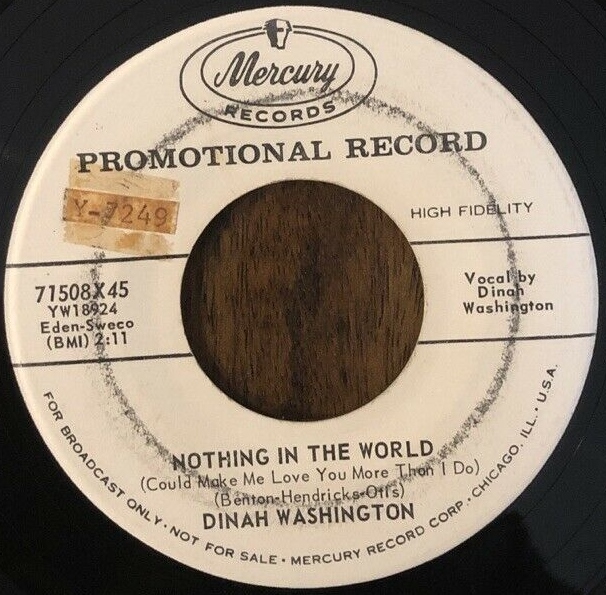 Mercury
RECORDS
PROMOTIONAL RECORD
Y-7249
HIGH FIDELITY
71508X45
YW18924
Eden-Sweco
(BMI) 2:11
Vocal by
Dinah
Washington
NOTHING IN THE WORLD
(Could Make Me Love You More Than I Do)
(Benton-Hendricks-Otis)
DINAH WASHINGTON
FOR BROADCAST ONLY • NOT FOR SALE • MERCURY RECORD CORP. • CHICAGO, ILL. • U.S.A.